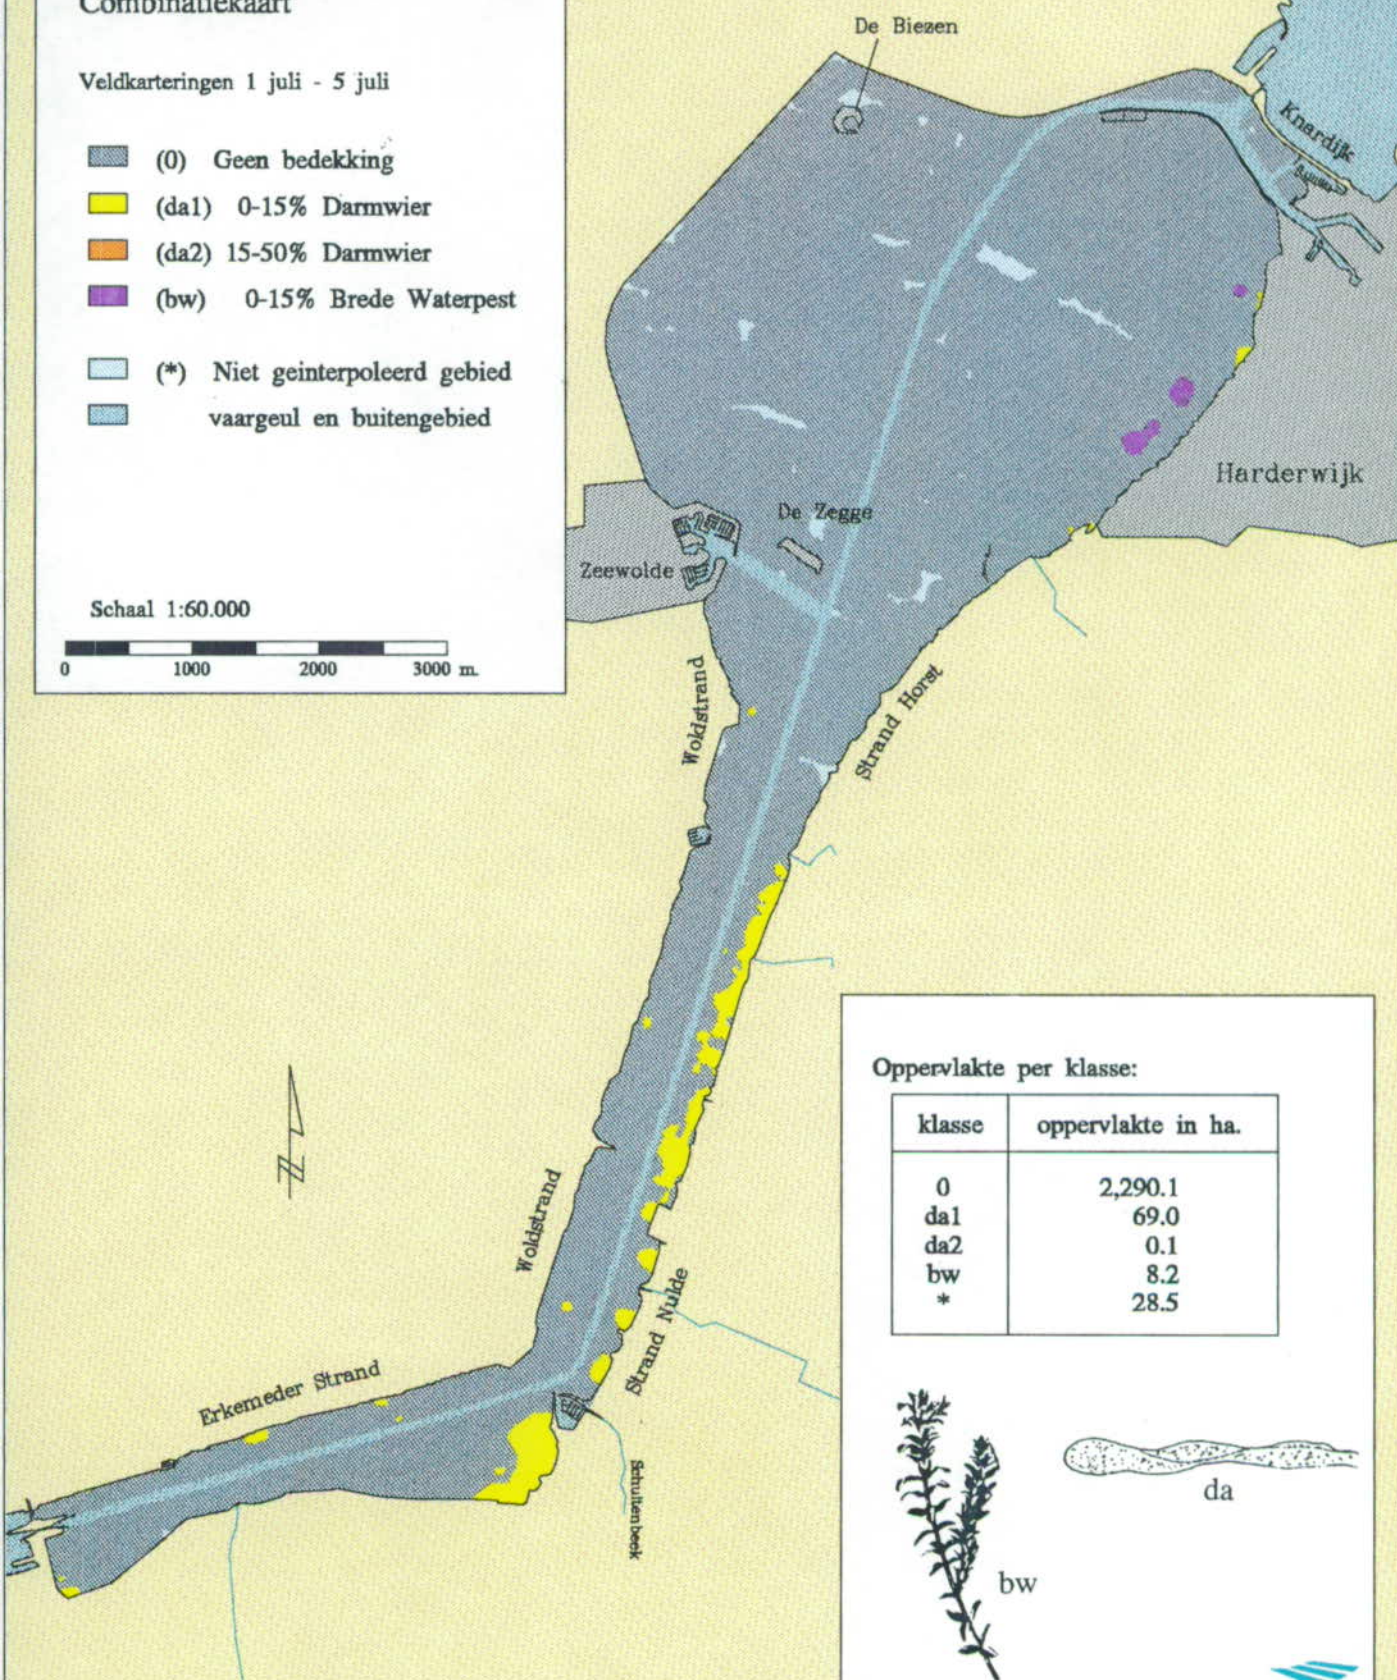 Combinatiekaart
Veldkarteringen 1 juli - 5 juli
(0) Geen bedekking
(da1) 0-15% Darmwier
(da2) 15-50% Darmwier
(bw) 0-15% Brede Waterpest
(*) Niet geinterpoleerd gebied
vaargeul en buitengebied
Schaal 1:60.000
0 1000 2000 3000 m.
De Biezen
Knardijk
Harderwijk
De Zegge
Zeewolde
Woldstrand
Strand Horst
Woldstrand
Strand Nulde
Erkemeder Strand
Schuitenbeek
Oppervlakte per klasse:
klasse oppervlakte in ha.
0 2,290.1
da1 69.0
da2 0.1
bw 8.2
* 28.5
da
bw